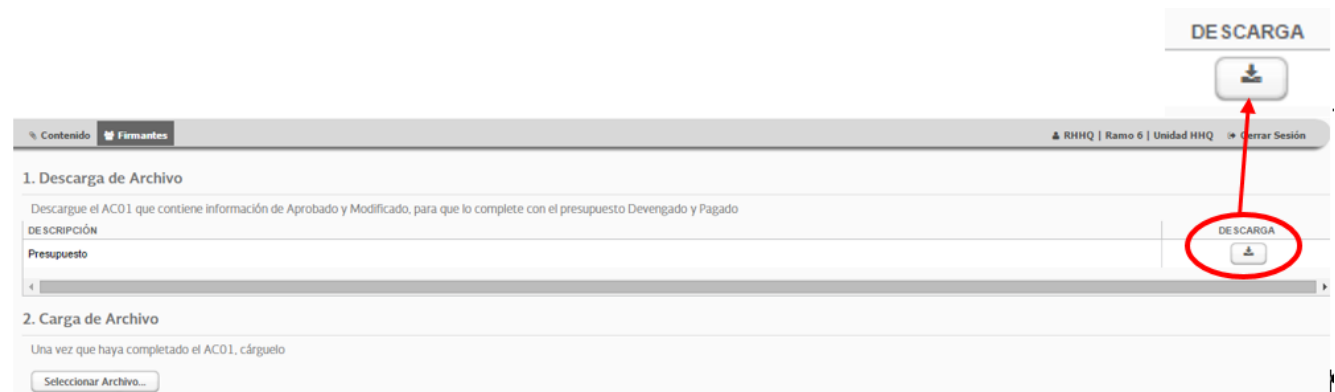 DESCARGA
Contenido Firmantes RHHQ | Ramo 6 | Unidad HHQ Cerrar Sesión
1. Descarga de Archivo
Descargue el AC01 que contiene información de Aprobado y Modificado, para que lo complete con el presupuesto Devengado y Pagado
DESCRIPCIÓN DESCARGA
Presupuesto
2. Carga de Archivo
Una vez que haya completado el AC01, cárguelo
Seleccionar Archivo...